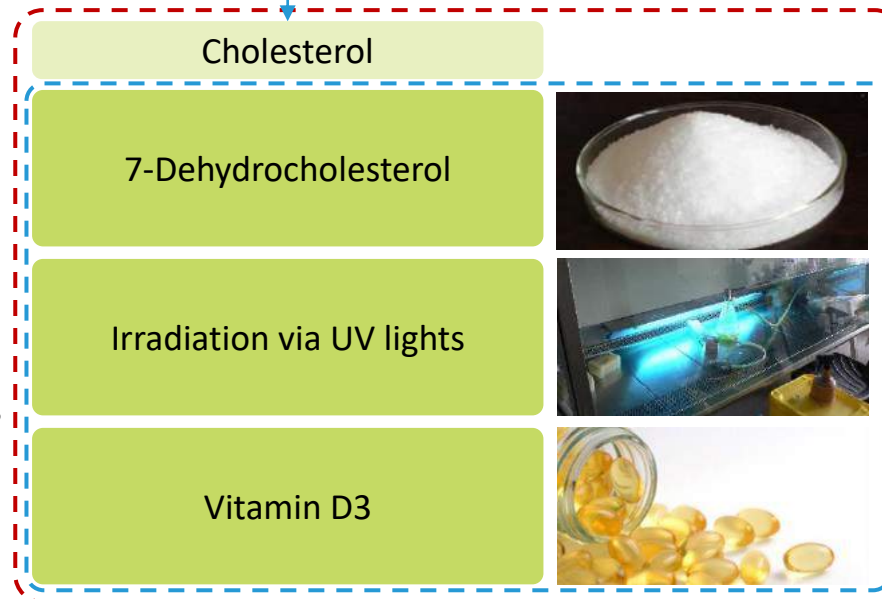 Cholesterol
7-Dehydrocholesterol
Irradiation via UV lights
Vitamin D3